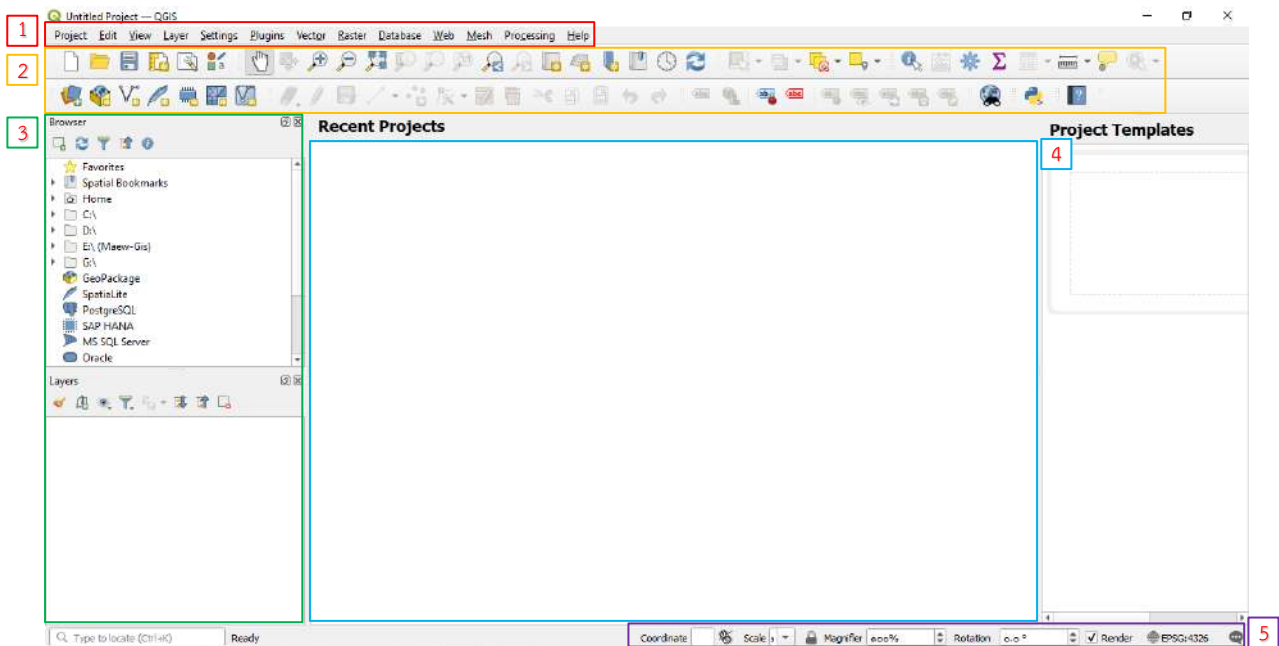 Untitled Project — QGIS
1
Project Edit View Layer Settings Plugins Vector Raster Database Web Mesh Processing Help
2
3
Browser
Favorites
Spatial Bookmarks
Home
C:\
D:\
E:\ (Maew-Gis)
G:\
GeoPackage
SpatiaLite
PostgreSQL
SAP HANA
MS SQL Server
Oracle
Layers
Recent Projects
4
Project Templates
Type to locate (Ctrl+K)
Ready
Coordinate
Scale
Magnifier
Rotation
Render
EPSG:4326
5